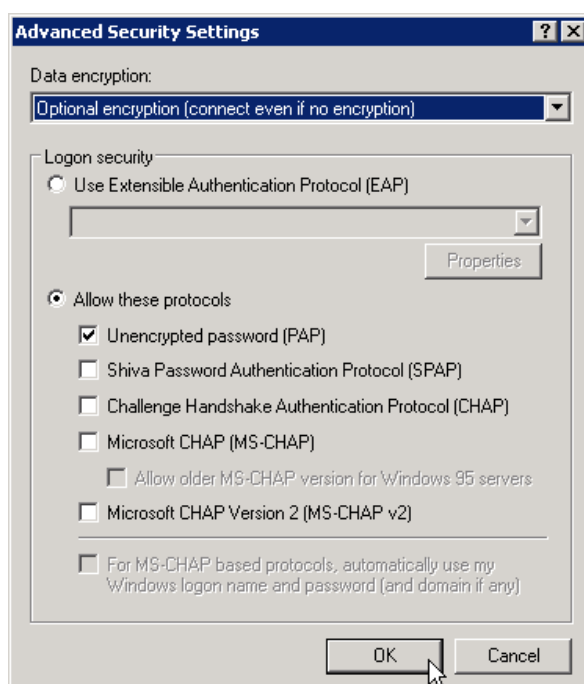 Advanced Security Settings
Data encryption:
Optional encryption (connect even if no encryption)
Logon security
Use Extensible Authentication Protocol (EAP)
Properties
Allow these protocols
Unencrypted password (PAP)
Shiva Password Authentication Protocol (SPAP)
Challenge Handshake Authentication Protocol (CHAP)
Microsoft CHAP (MS-CHAP)
Allow older MS-CHAP version for Windows 95 servers
Microsoft CHAP Version 2 (MS-CHAP v2)
For MS-CHAP based protocols, automatically use my
Windows logon name and password (and domain if any)
OK Cancel